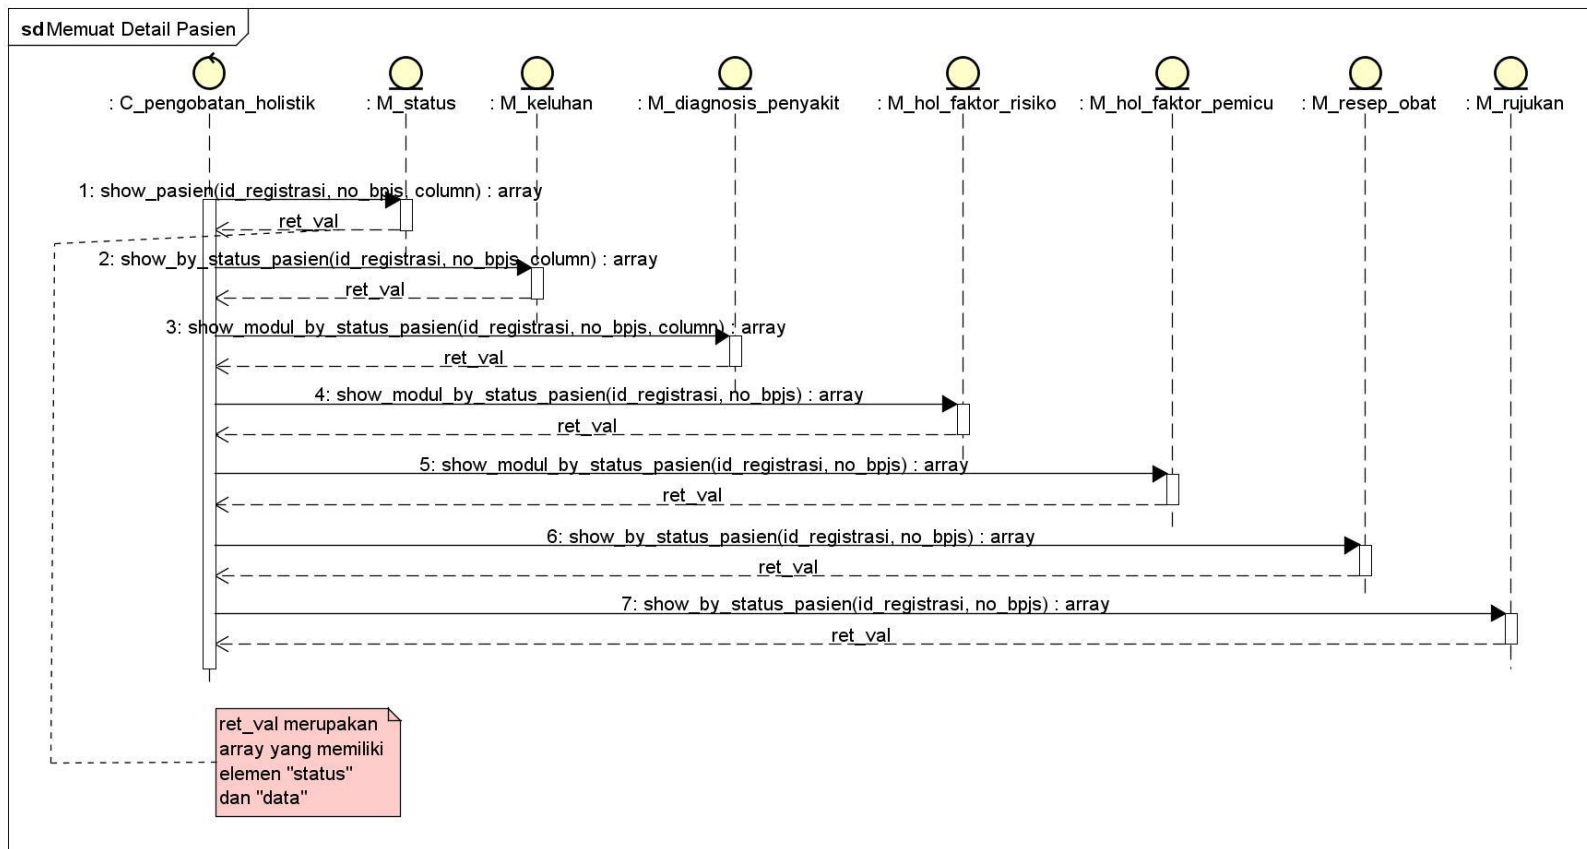 sd Memuat Detail Pasien
: C_pengobatan_holistik : M_status : M_keluhan : M_diagnosis_penyakit : M_hol_faktor_risiko : M_hol_faktor_pemicu : M_resep_obat : M_rujukan
1: show_pasien(id_registrasi, no_bpjs, column) : array
ret_val
2: show_by_status_pasien(id_registrasi, no_bpjs, column) : array
ret_val
3: show_modul_by_status_pasien(id_registrasi, no_bpjs, column) : array
ret_val
4: show_modul_by_status_pasien(id_registrasi, no_bpjs) : array
ret_val
5: show_modul_by_status_pasien(id_registrasi, no_bpjs) : array
ret_val
6: show_by_status_pasien(id_registrasi, no_bpjs) : array
ret_val
7: show_by_status_pasien(id_registrasi, no_bpjs) : array
ret_val
ret_val merupakan
array yang memiliki
elemen "status"
dan "data"